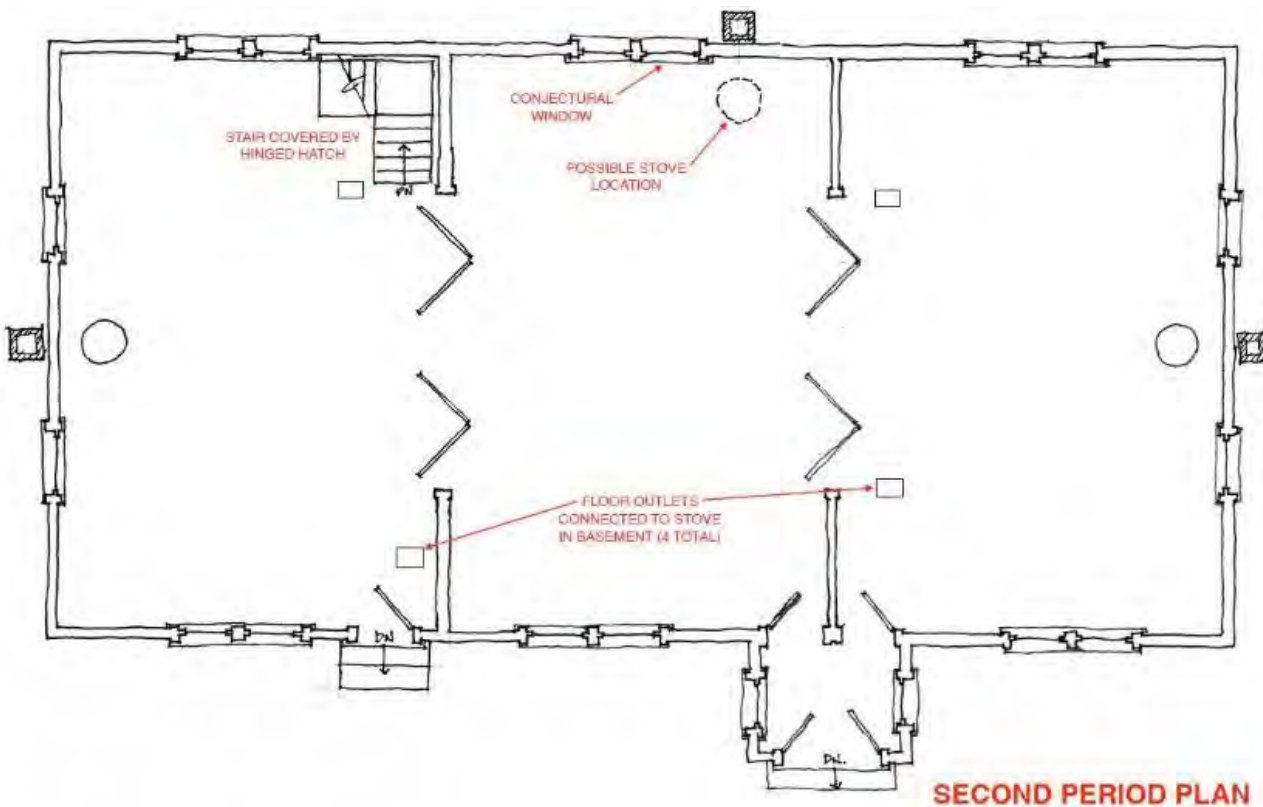 CONJECTURAL
WINDOW
STAIR COVERED BY
HINGED HATCH
POSSIBLE STOVE
LOCATION
DN
FLOOR OUTLETS
CONNECTED TO STOVE
IN BASEMENT (4 TOTAL)
DN
DN.
SECOND PERIOD PLAN